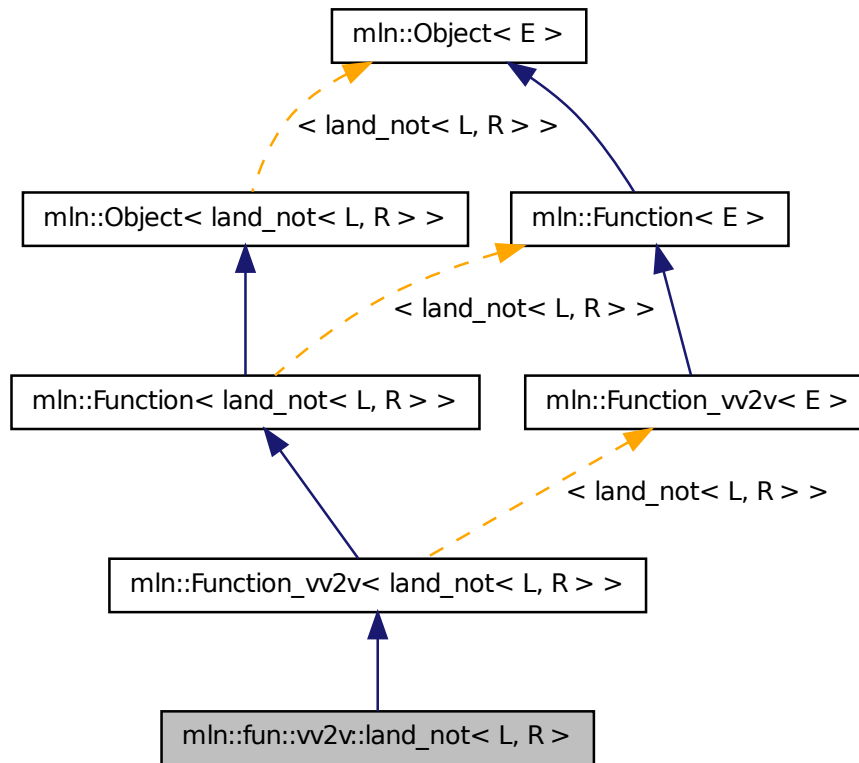 mln::Object< E >
< land_not< L, R > >
mln::Object< land_not< L, R > >
mln::Function< E >
< land_not< L, R > >
mln::Function< land_not< L, R > >
mln::Function_vv2v< E >
< land_not< L, R > >
mln::Function_vv2v< land_not< L, R > >
mln::fun::vv2v::land_not< L, R >